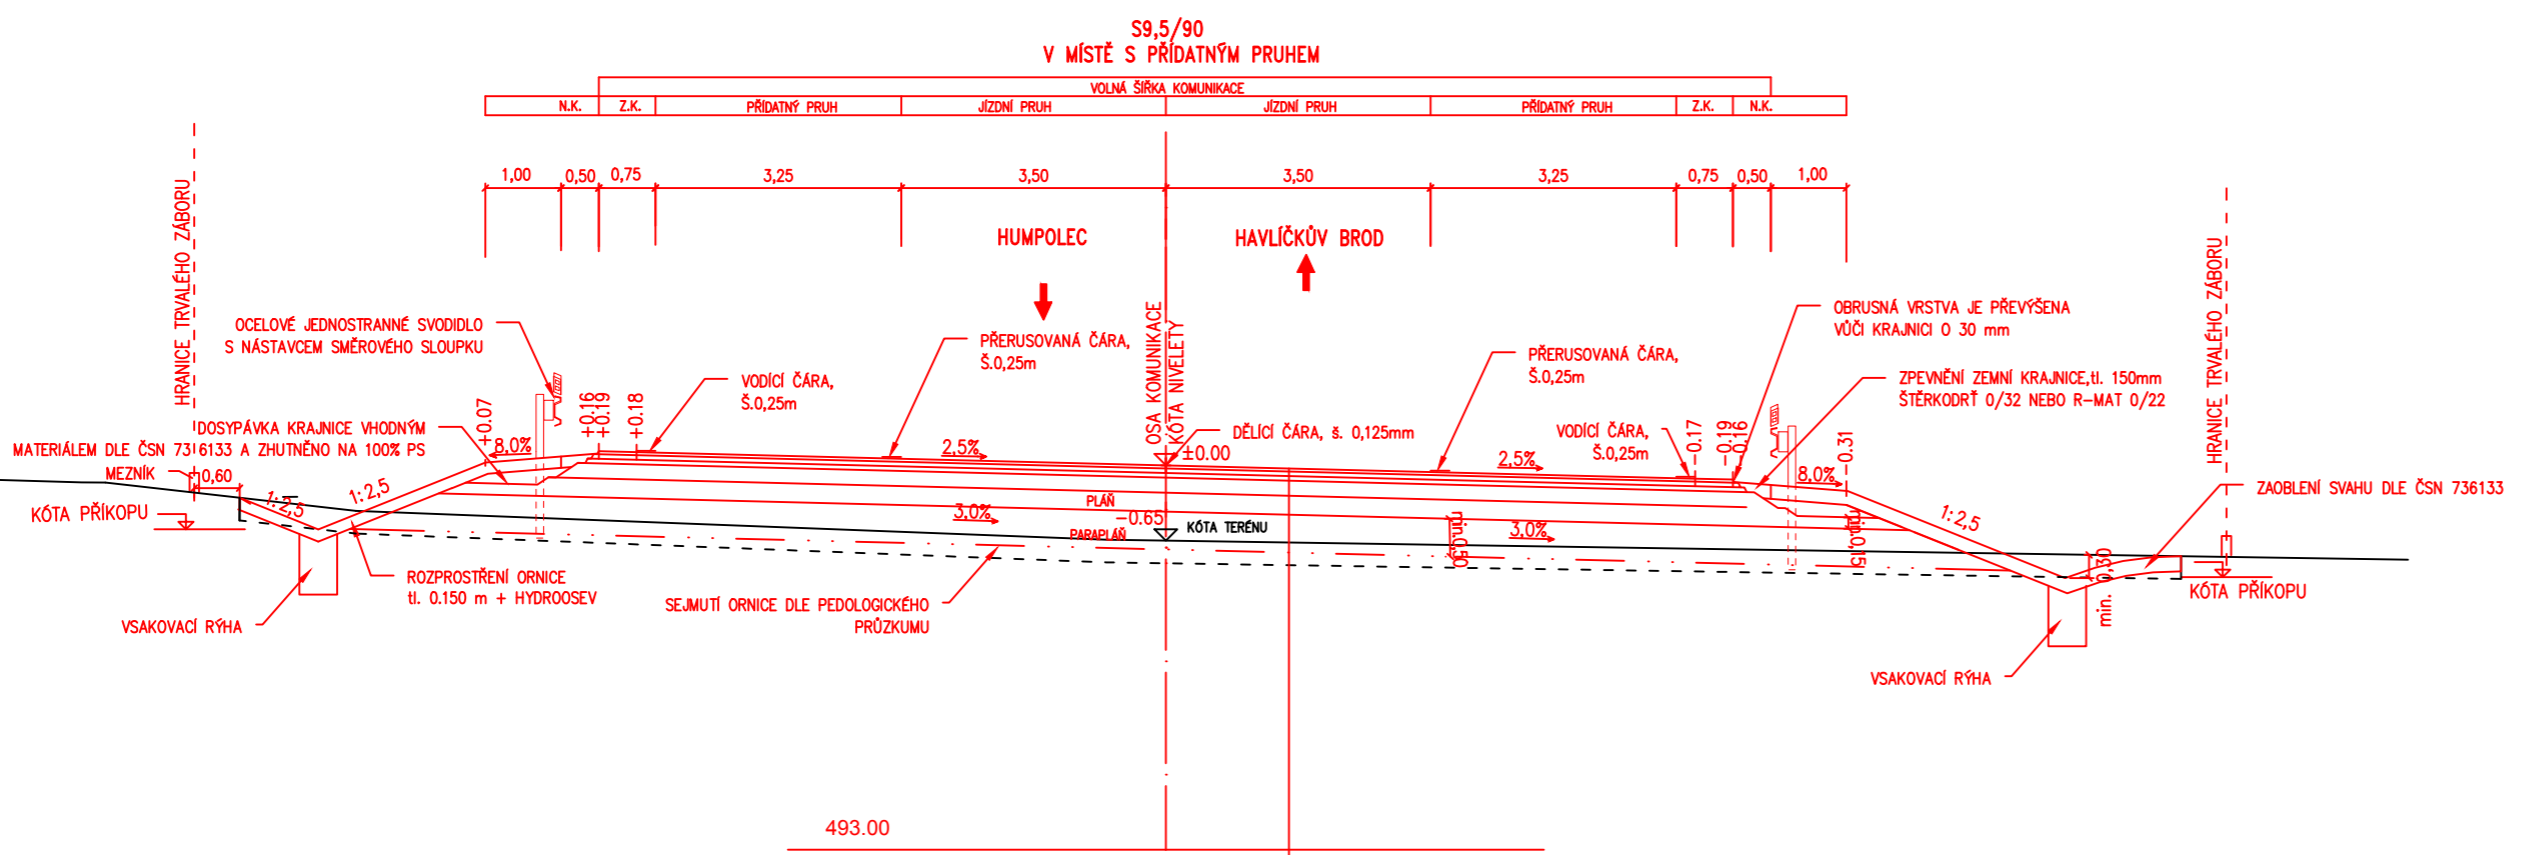 S9,5/90
V MÍSTĚ S PŘÍDATNÝM PRUHEM
VOLNÁ ŠÍŘKA KOMUNIKACE
N.K. Z.K. PŘÍDATNÝ PRUH JÍZDNÍ PRUH JÍZDNÍ PRUH PŘÍDATNÝ PRUH Z.K. N.K.
1,00 0,50 0,75 3,25 3,50 3,50 3,25 0,75 0,50 1,00
HUMPOLEC
HAVLÍČKŮV BROD
HRANICE TRVALÉHO ZÁBORU
OCELOVÉ JEDNOSTRANNÉ SVODIDLO
S NÁSTAVCEM SMĚROVÉHO SLOUPKU
VODÍCÍ ČÁRA,
Š.0,25m
PŘERUSOVANÁ ČÁRA,
Š.0,25m
OSA KOMUNIKACE
KÓTA NIVELETY
PŘERUSOVANÁ ČÁRA,
Š.0,25m
OBRUSNÁ VRSTVA JE PŘEVÝŠENA
VŮČI KRAJNICI O 30 mm
ZPEVNĚNÍ ZEMNÍ KRAJNICE,tl. 150mm
ŠTĚRKODRŤ 0/32 NEBO R-MAT 0/22
HRANICE TRVALÉHO ZÁBORU
DOSYPÁVKA KRAJNICE VHODNÝM
MATERIÁLEM DLE ČSN 736133 A ZHUTNĚNO NA 100% PS
MEZNÍK
0,60
KÓTA PŘÍKOPU
1:2,5
1:2,5
+0.07
8,0%
+0.16
+0.19
+0.18
2,5%
±0.00
DĚLÍCÍ ČÁRA, š. 0,125mm
VODÍCÍ ČÁRA,
Š.0,25m
2,5%
-0.17
-0.19
-0.16
8,0%
-0.31
1:2,5
ZAOBLENÍ SVAHU DLE ČSN 736133
PLÁŇ
3,0%
-0.65
KÓTA TERÉNU
PARAPLÁŇ
min.0,50
3,0%
min.0,15
min. 0,30
KÓTA PŘÍKOPU
ROZPROSTŘENÍ ORNICE
tl. 0.150 m + HYDROOSEV
VSAKOVACÍ RÝHA
SEJMUTÍ ORNICE DLE PEDOLOGICKÉHO
PRŮZKUMU
VSAKOVACÍ RÝHA
493.00